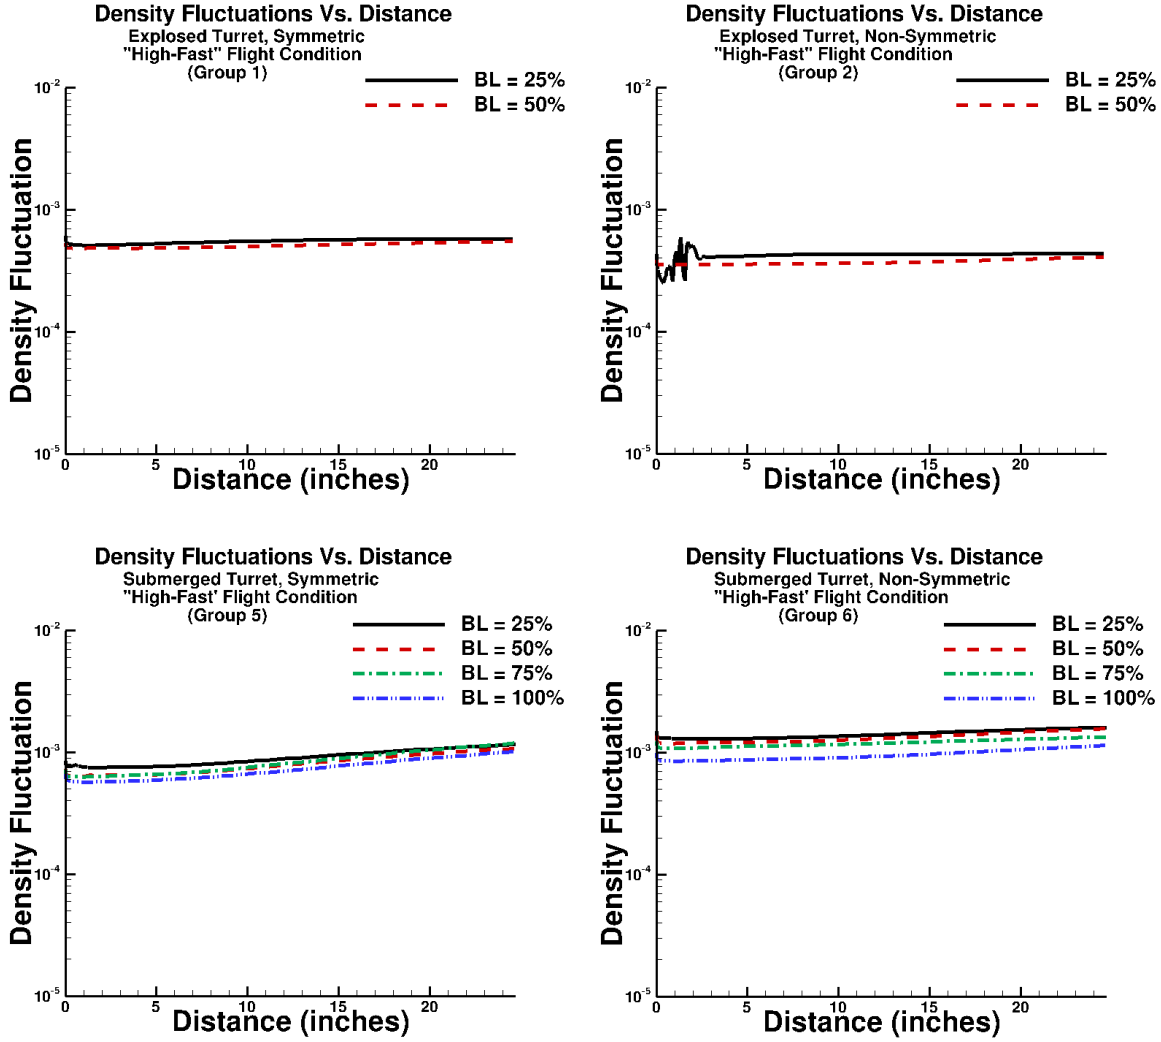 Density Fluctuations Vs. Distance
Explosed Turret, Symmetric
"High-Fast" Flight Condition
(Group 1)
BL = 25%
BL = 50%
10-2
10-3
10-4
10-5
Density Fluctuation
0 5 10 15 20
Distance (inches)
Density Fluctuations Vs. Distance
Explosed Turret, Non-Symmetric
"High-Fast" Flight Condition
(Group 2)
BL = 25%
BL = 50%
10-2
10-3
10-4
10-5
Density Fluctuation
0 5 10 15 20
Distance (inches)
Density Fluctuations Vs. Distance
Submerged Turret, Symmetric
"High-Fast' Flight Condition
(Group 5)
BL = 25%
BL = 50%
BL = 75%
BL = 100%
10-2
10-3
10-4
10-5
Density Fluctuation
0 5 10 15 20
Distance (inches)
Density Fluctuations Vs. Distance
Submerged Turret, Non-Symmetric
"High-Fast' Flight Condition
(Group 6)
BL = 25%
BL = 50%
BL = 75%
BL = 100%
10-2
10-3
10-4
10-5
Density Fluctuation
0 5 10 15 20
Distance (inches)